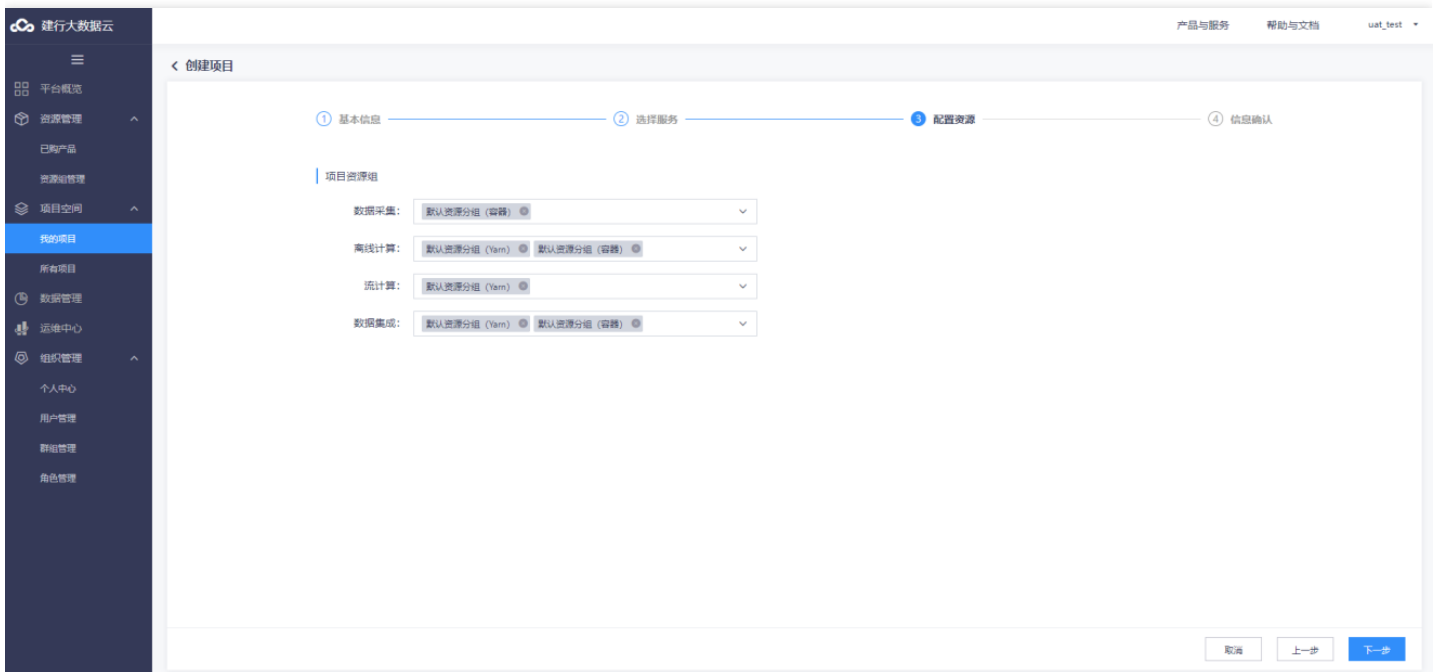 建行大数据云
产品与服务 帮助与文档 uat_test
创建项目
平台概览
资源管理
已购产品
资源组管理
项目空间
我的项目
所有项目
数据管理
运维中心
组织管理
个人中心
用户管理
群组管理
角色管理
1 基本信息 2 选择服务 3 配置资源 4 信息确认
项目资源组
数据采集: 默认资源分组（容器）
离线计算: 默认资源分组（Yarn） 默认资源分组（容器）
流计算: 默认资源分组（Yarn）
数据集成: 默认资源分组（Yarn） 默认资源分组（容器）
取消 上一步 下一步